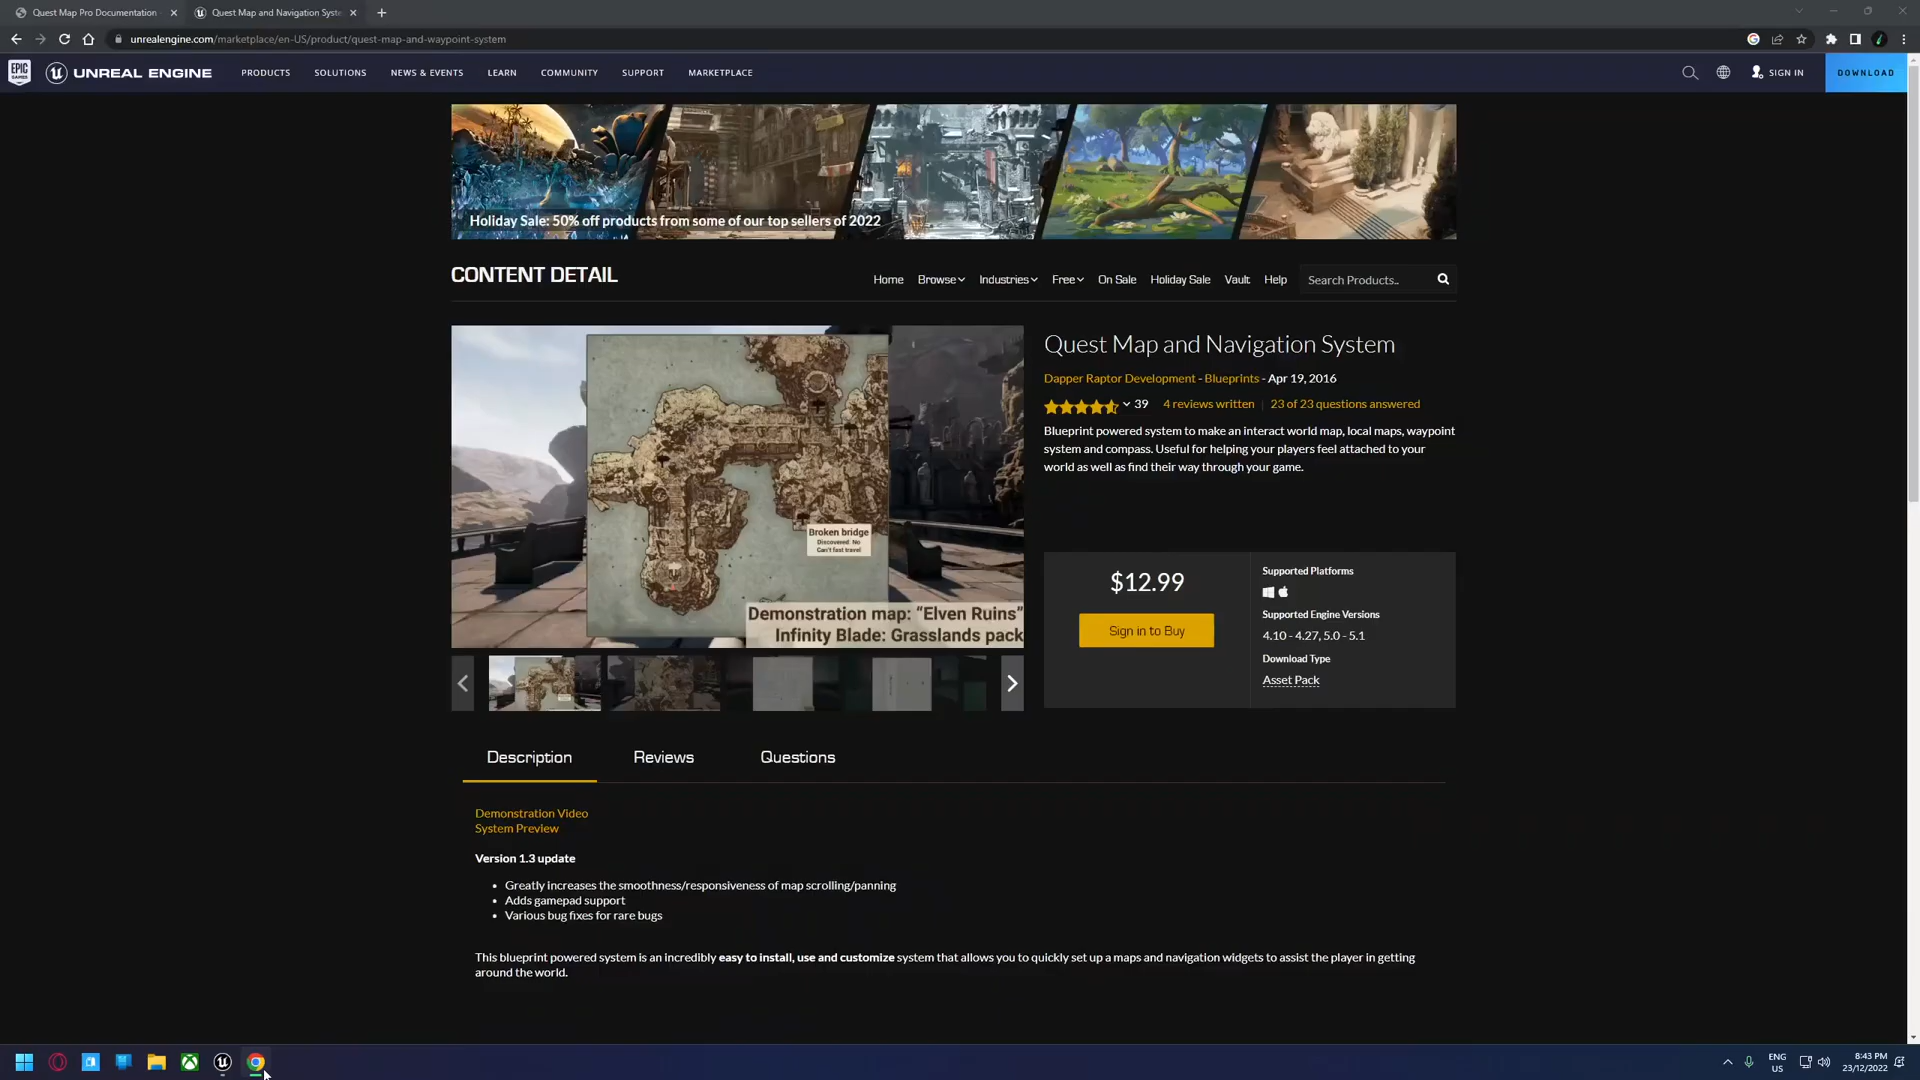 Quest Map Pro Documentation
Quest Map and Navigation Syste
unrealengine.com/marketplace/en-US/product/quest-map-and-waypoint-system
EPIC GAMES
UNREAL ENGINE
PRODUCTS
SOLUTIONS
NEWS & EVENTS
LEARN
COMMUNITY
SUPPORT
MARKETPLACE
SIGN IN
DOWNLOAD
Holiday Sale: 50% off products from some of our top sellers of 2022
CONTENT DETAIL
Home
Browse
Industries
Free
On Sale
Holiday Sale
Vault
Help
Search Products..
Broken bridge
Discovered: No
Can't fast travel
Demonstration map: "Elven Ruins"
Infinity Blade: Grasslands pack
Quest Map and Navigation System
Dapper Raptor Development - Blueprints - Apr 19, 2016
39
4 reviews written
23 of 23 questions answered
Blueprint powered system to make an interact world map, local maps, waypoint
system and compass. Useful for helping your players feel attached to your
world as well as find their way through your game.
$12.99
Sign in to Buy
Supported Platforms
Supported Engine Versions
4.10 - 4.27, 5.0 - 5.1
Download Type
Asset Pack
Description
Reviews
Questions
Demonstration Video
System Preview
Version 1.3 update
• Greatly increases the smoothness/responsiveness of map scrolling/panning
• Adds gamepad support
• Various bug fixes for rare bugs
This blueprint powered system is an incredibly easy to install, use and customize system that allows you to quickly set up a maps and navigation widgets to assist the player in getting
around the world.
ENG
US
8:43 PM
23/12/2022